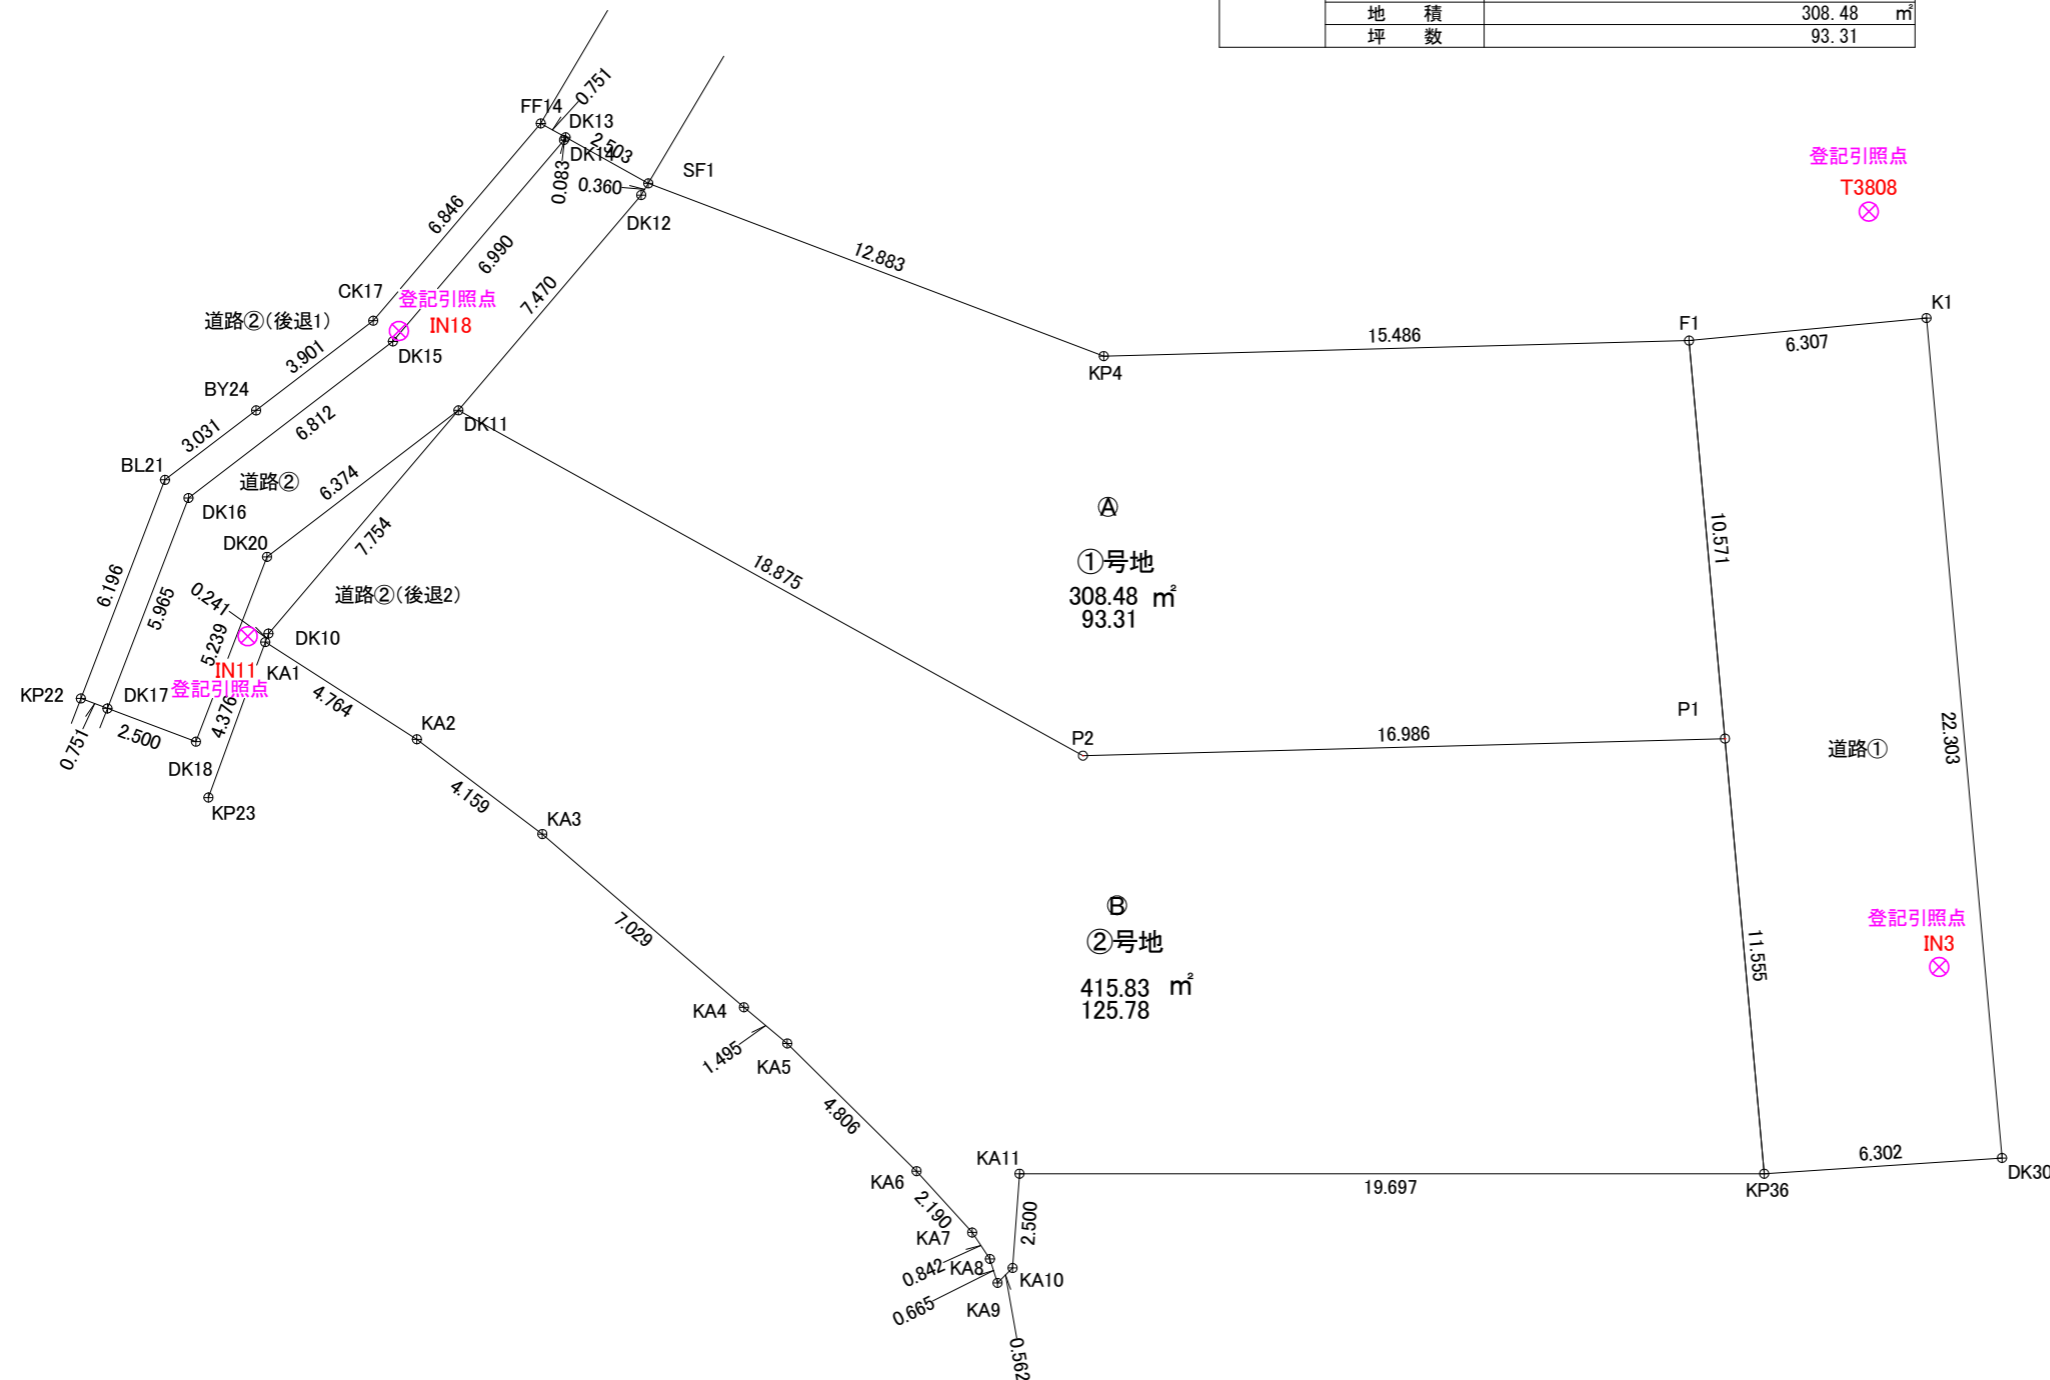 地 積 308.48 ㎡
坪 数 93.31
FF14
0.751
DK13
2.503
DK14
0.083
SF1
0.360
DK12
登記引照点
T3808
6.846
6.990
7.470
12.883
CK17
登記引照点
IN18
道路②(後退1)
DK15
15.486
F1
K1
6.307
KP4
3.901
BY24
6.812
DK11
3.031
BL21
道路②
6.374
DK16
7.754
DK20
Ⓐ
①号地
308.48 ㎡
93.31
10.571
18.875
6.196
5.965
0.241
道路②(後退2)
5.239
DK10
IN11
KA1
登記引照点
KP22
DK17
4.376
4.764
0.751
2.500
DK18
KP23
KA2
P2
16.986
P1
22.303
道路①
4.159
KA3
7.029
Ⓑ
②号地
415.83 ㎡
125.78
登記引照点
IN3
11.555
KA4
1.495
KA5
4.806
KA11
KA6
2.190
2.500
19.697
KP36
6.302
DK30
KA7
0.842
KA8
KA10
0.665
KA9
0.562